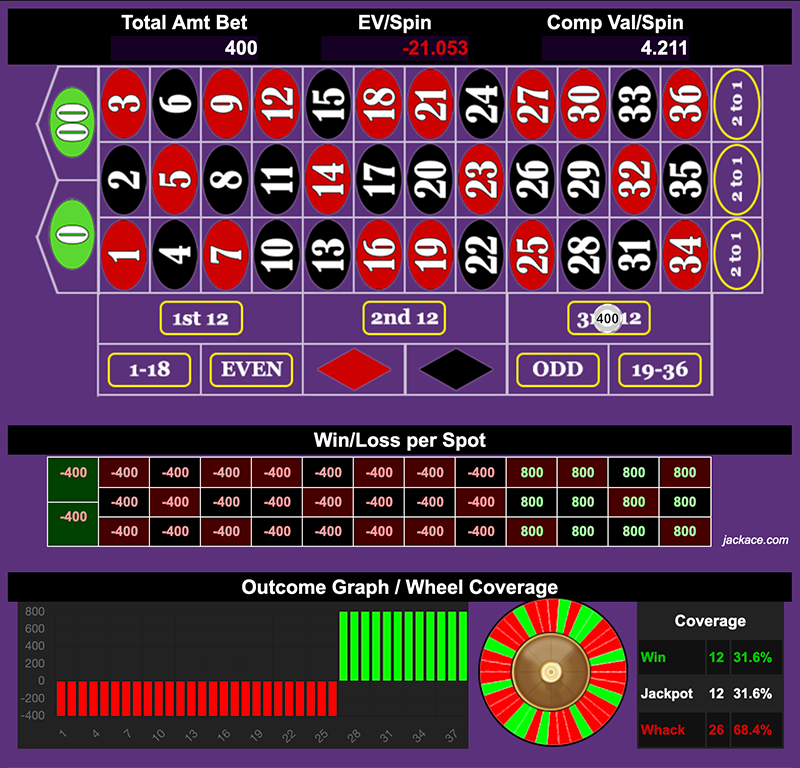 Total Amt Bet EV/Spin Comp Val/Spin
400 -21.053 4.211
00 3 6 9 12 15 18 21 24 27 30 33 36 2 to 1
2 5 8 11 14 17 20 23 26 29 32 35 2 to 1
0 1 4 7 10 13 16 19 22 25 28 31 34 2 to 1
1st 12 2nd 12 400 12
1-18 EVEN ODD 19-36
Win/Loss per Spot
-400 -400 -400 -400 -400 -400 -400 -400 -400 800 800 800 800
-400 -400 -400 -400 -400 -400 -400 -400 800 800 800 800
-400 -400 -400 -400 -400 -400 -400 -400 -400 800 800 800 800
jackace.com
Outcome Graph / Wheel Coverage
800
600
400
200
0
-200
-400
1 4 7 10 13 16 19 22 25 28 31 34 37
Coverage
Win 12 31.6%
Jackpot 12 31.6%
Whack 26 68.4%